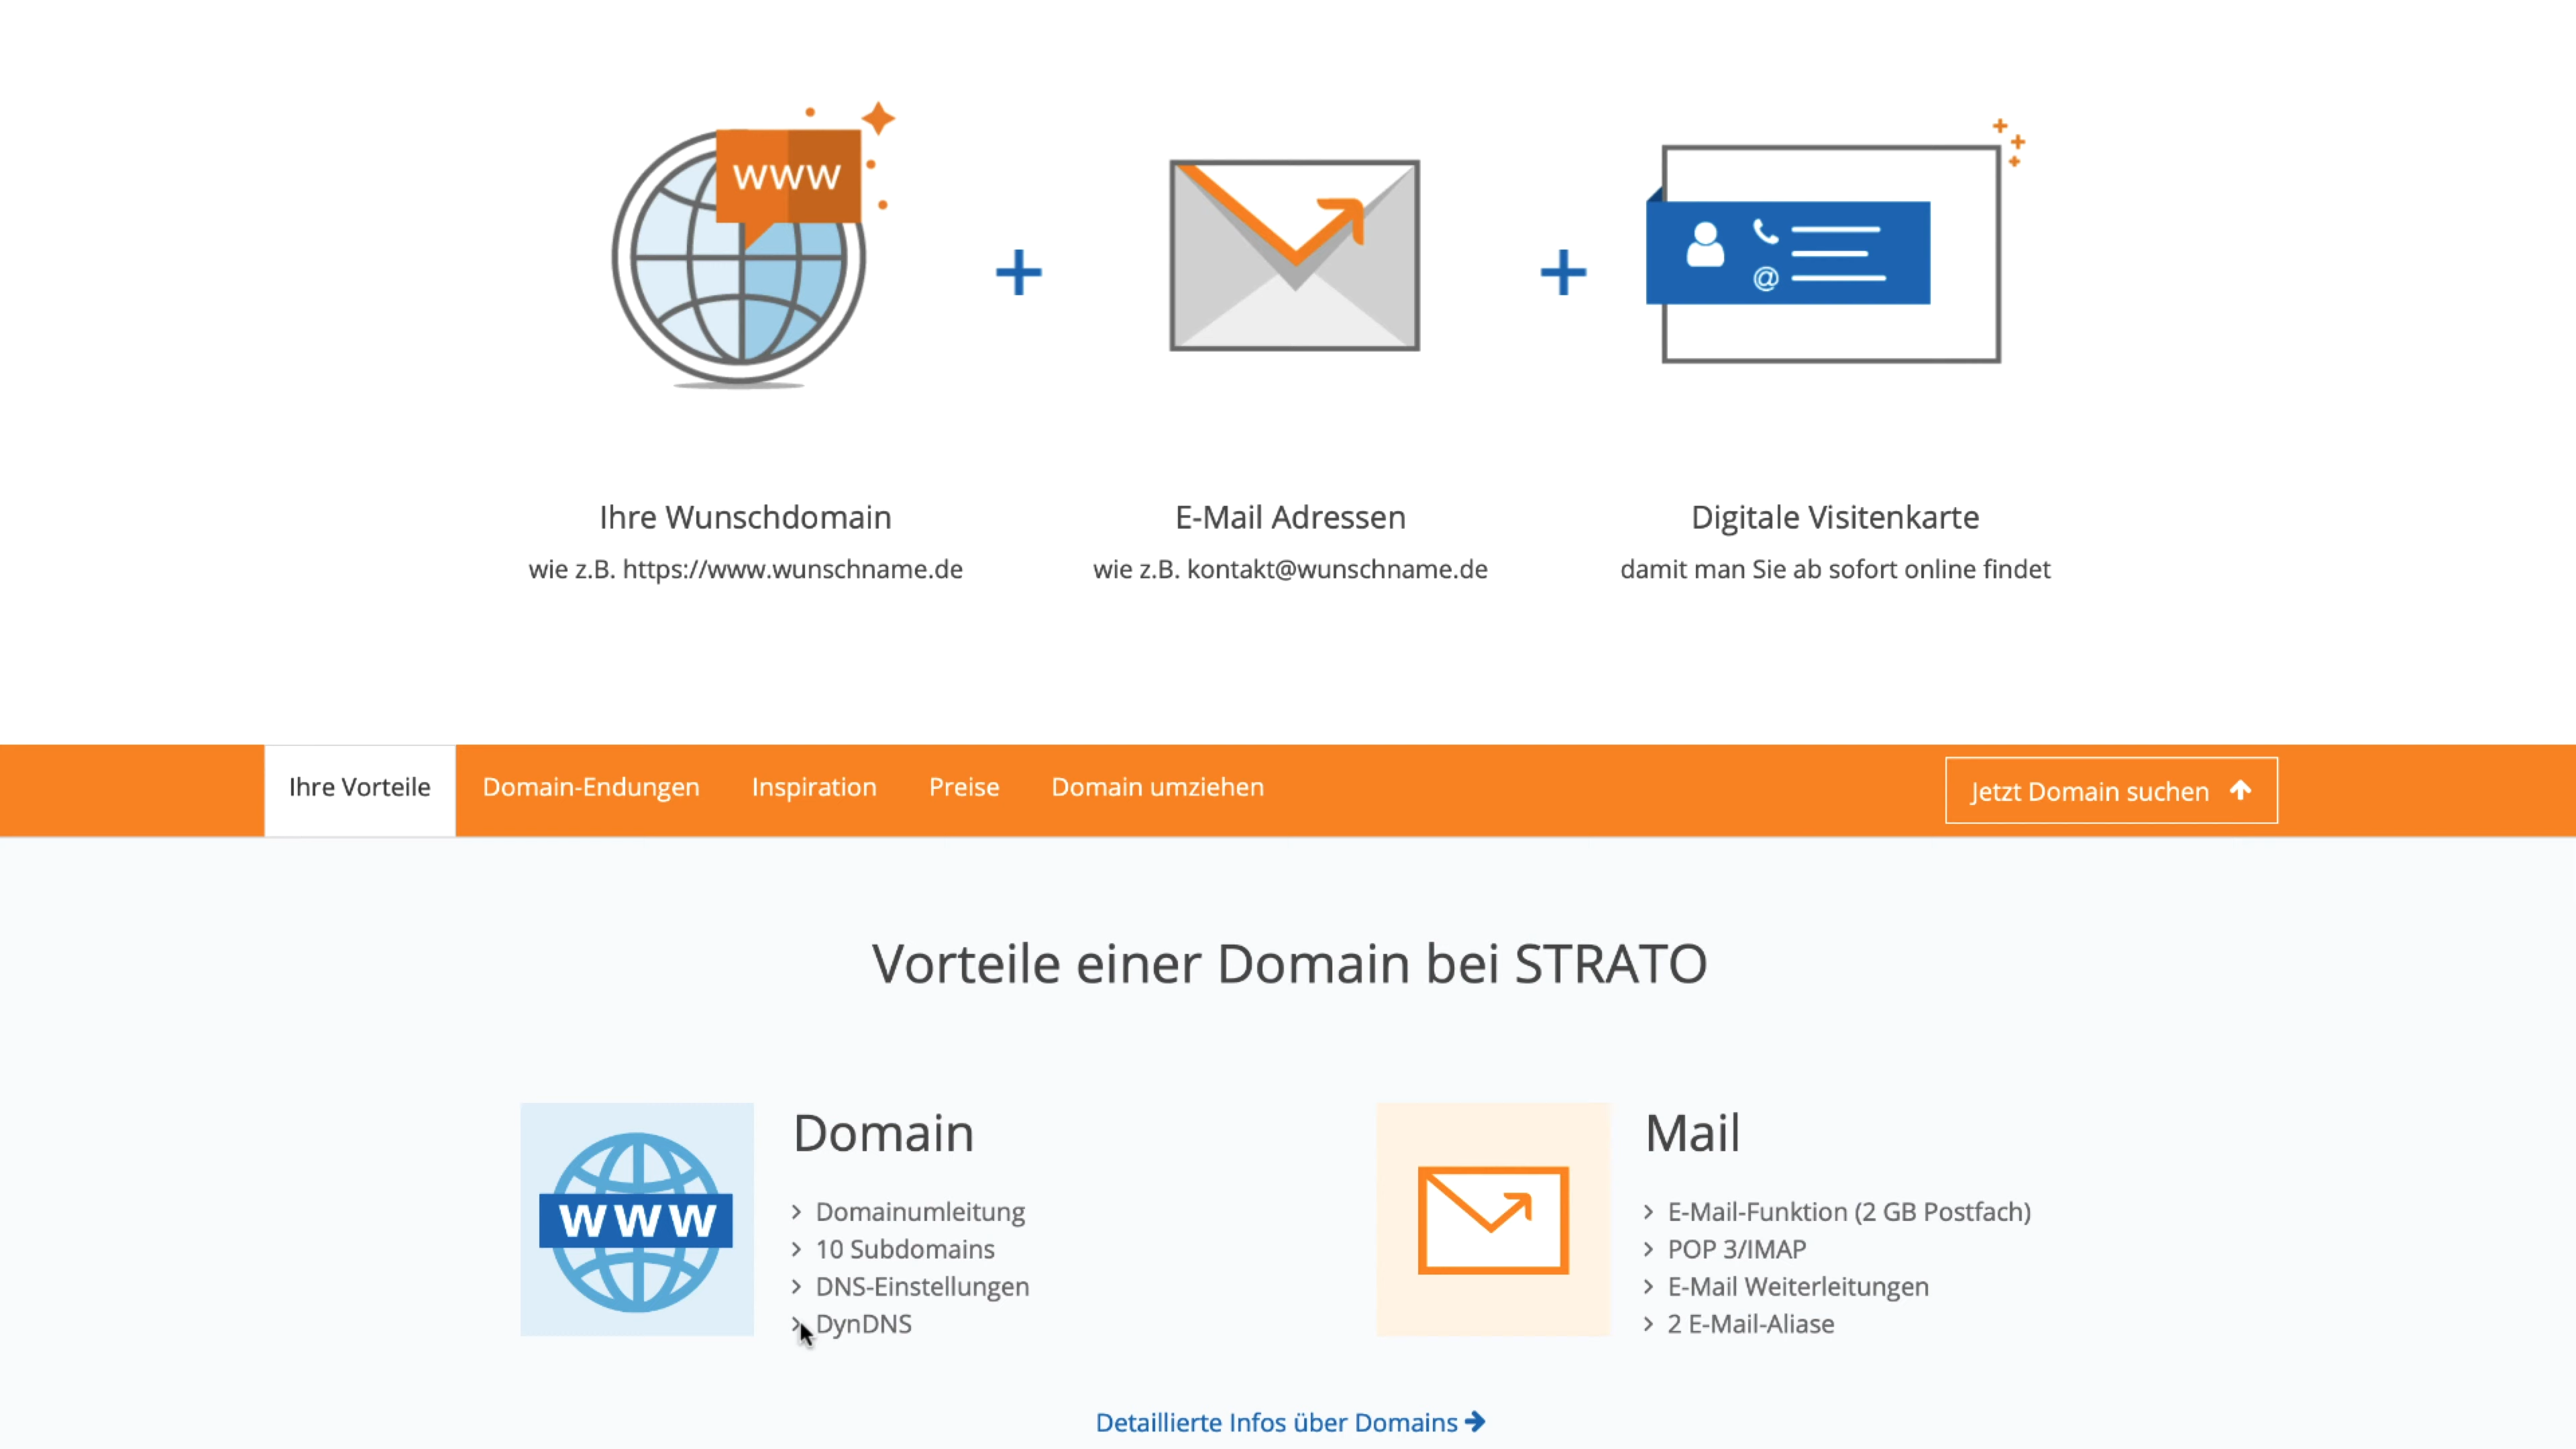 www
@
Ihre Wunschdomain
wie z.B. https://www.wunschname.de
E-Mail Adressen
wie z.B. kontakt@wunschname.de
Digitale Visitenkarte
damit man Sie ab sofort online findet
Ihre Vorteile
Domain-Endungen
Inspiration
Preise
Domain umziehen
Jetzt Domain suchen
Vorteile einer Domain bei STRATO
www
Domain
Domainumleitung
10 Subdomains
DNS-Einstellungen
DynDNS
Mail
E-Mail-Funktion (2 GB Postfach)
POP 3/IMAP
E-Mail Weiterleitungen
2 E-Mail-Aliase
Detaillierte Infos über Domains